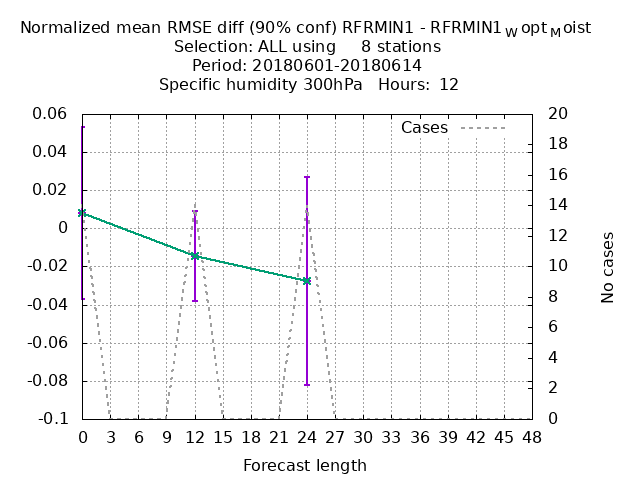 Normalized mean RMSE diff (90% conf) RFRMIN1 - RFRMIN1WoptMoist
Selection: ALL using 8 stations
Period: 20180601-20180614
Specific humidity 300hPa Hours: 12
Cases
0.06
0.04
0.02
0
-0.02
-0.04
-0.06
-0.08
-0.1
20
18
16
14
12
10
8
6
4
2
0
No cases
0 3 6 9 12 15 18 21 24 27 30 33 36 39 42 45 48
Forecast length